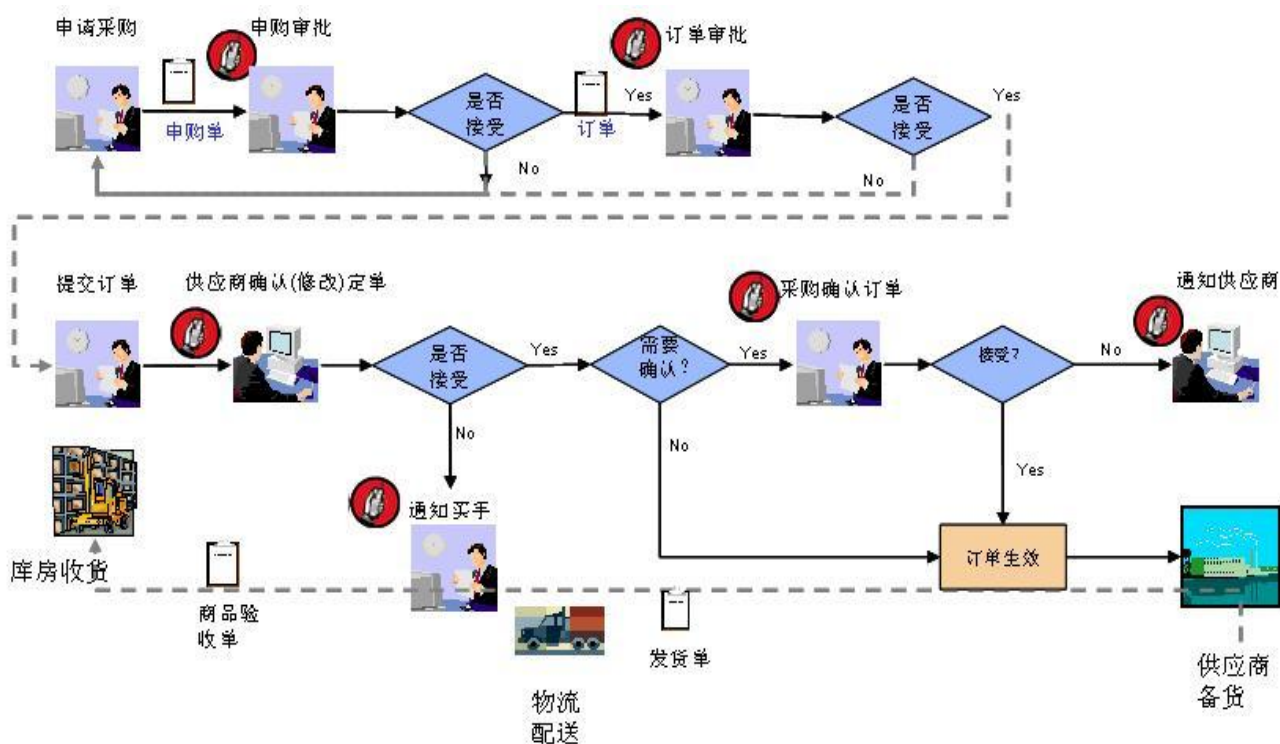 申请采购
申购审批
订单审批
申购单
是否
接受
订单
Yes
是否
接受
Yes
No
No
提交订单
供应商确认(修改)定单
采购确认订单
通知供应商
是否
接受
Yes
需要
确认?
Yes
接受?
No
No
No
Yes
通知买手
订单生效
库房收货
商品验
收单
发货单
物流
配送
供应商
备货